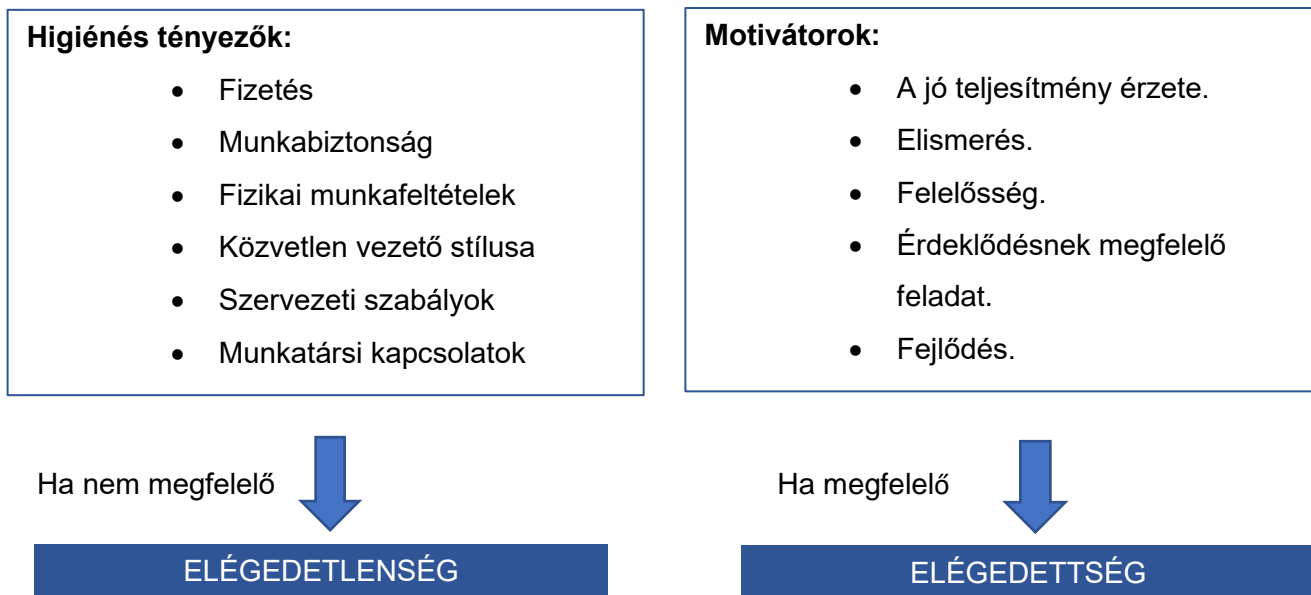 Higiénés tényezők:
• Fizetés
• Munkabiztonság
• Fizikai munkafeltételek
• Közvetlen vezető stílusa
• Szervezeti szabályok
• Munkatársi kapcsolatok
Ha nem megfelelő
ELÉGEDETLENSÉG
Motivátorok:
• A jó teljesítmény érzete.
• Elismerés.
• Felelősség.
• Érdeklődésnek megfelelő
feladat.
• Fejlődés.
Ha megfelelő
ELÉGEDETTSÉG